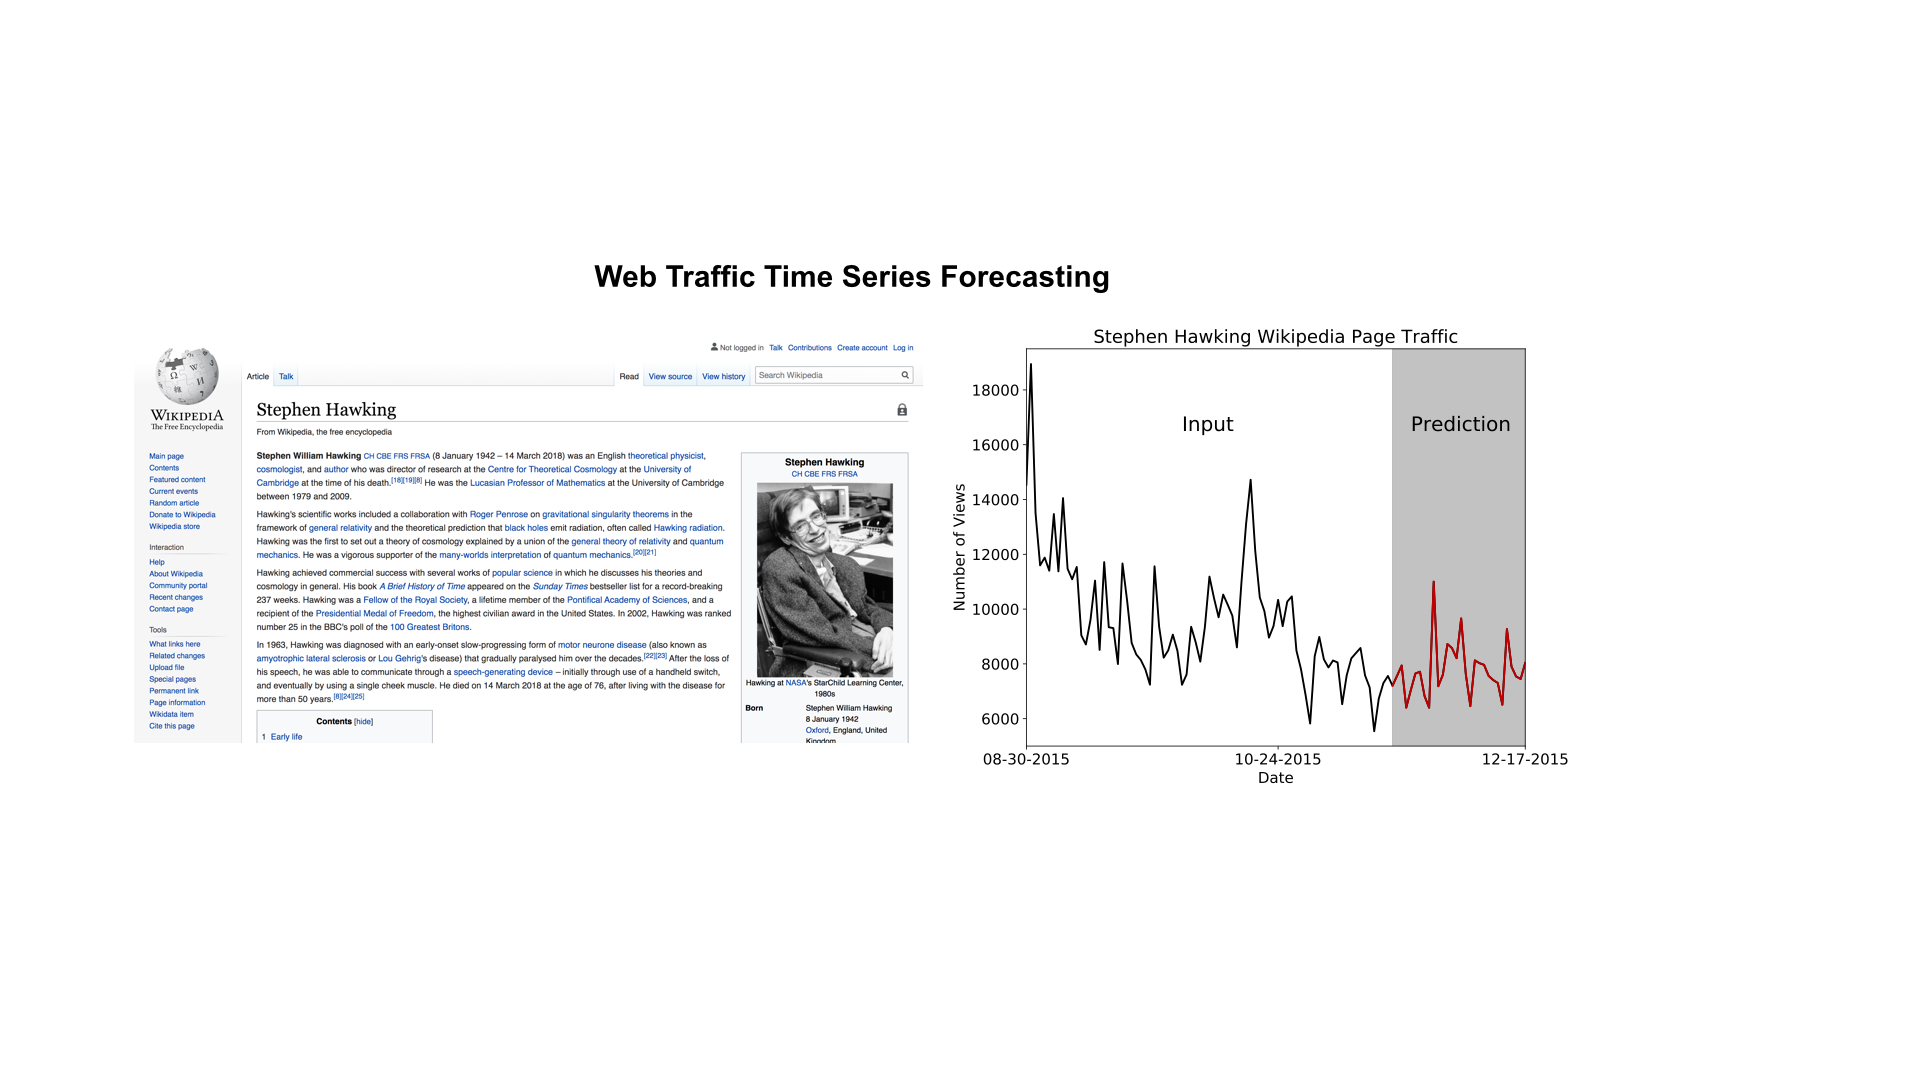 Web Traffic Time Series Forecasting
WIKIPEDIA
The Free Encyclopedia
Main page
Contents
Featured content
Current events
Random article
Donate to Wikipedia
Wikipedia store
Interaction
Help
About Wikipedia
Community portal
Recent changes
Contact page
Tools
What links here
Related changes
Upload file
Special pages
Permanent link
Page information
Wikidata item
Cite this page
Not logged in Talk Contributions Create account Log in
Article Talk Read View source View history Search Wikipedia
Stephen Hawking
From Wikipedia, the free encyclopedia
Stephen William Hawking CH CBE FRS FRSA (8 January 1942 – 14 March 2018) was an English theoretical physicist,
cosmologist, and author who was director of research at the Centre for Theoretical Cosmology at the University of
Cambridge at the time of his death.[18][19][8] He was the Lucasian Professor of Mathematics at the University of Cambridge
between 1979 and 2009.
Hawking's scientific works included a collaboration with Roger Penrose on gravitational singularity theorems in the
framework of general relativity and the theoretical prediction that black holes emit radiation, often called Hawking radiation.
Hawking was the first to set out a theory of cosmology explained by a union of the general theory of relativity and quantum
mechanics. He was a vigorous supporter of the many-worlds interpretation of quantum mechanics.[20][21]
Hawking achieved commercial success with several works of popular science in which he discusses his theories and
cosmology in general. His book A Brief History of Time appeared on the Sunday Times bestseller list for a record-breaking
237 weeks. Hawking was a Fellow of the Royal Society, a lifetime member of the Pontifical Academy of Sciences, and a
recipient of the Presidential Medal of Freedom, the highest civilian award in the United States. In 2002, Hawking was ranked
number 25 in the BBC's poll of the 100 Greatest Britons.
In 1963, Hawking was diagnosed with an early-onset slow-progressing form of motor neurone disease (also known as
amyotrophic lateral sclerosis or Lou Gehrig's disease) that gradually paralysed him over the decades.[22][23] After the loss of
his speech, he was able to communicate through a speech-generating device – initially through use of a handheld switch,
and eventually by using a single cheek muscle. He died on 14 March 2018 at the age of 76, after living with the disease for
more than 50 years.[8][24][25]
Contents [hide]
1 Early life
Stephen Hawking
CH CBE FRS FRSA
Hawking at NASA's StarChild Learning Center,
1980s
Born Stephen William Hawking
8 January 1942
Oxford, England, United
Kingdom
Stephen Hawking Wikipedia Page Traffic
Input
Prediction
Number of Views
18000
16000
14000
12000
10000
8000
6000
08-30-2015 10-24-2015 12-17-2015
Date